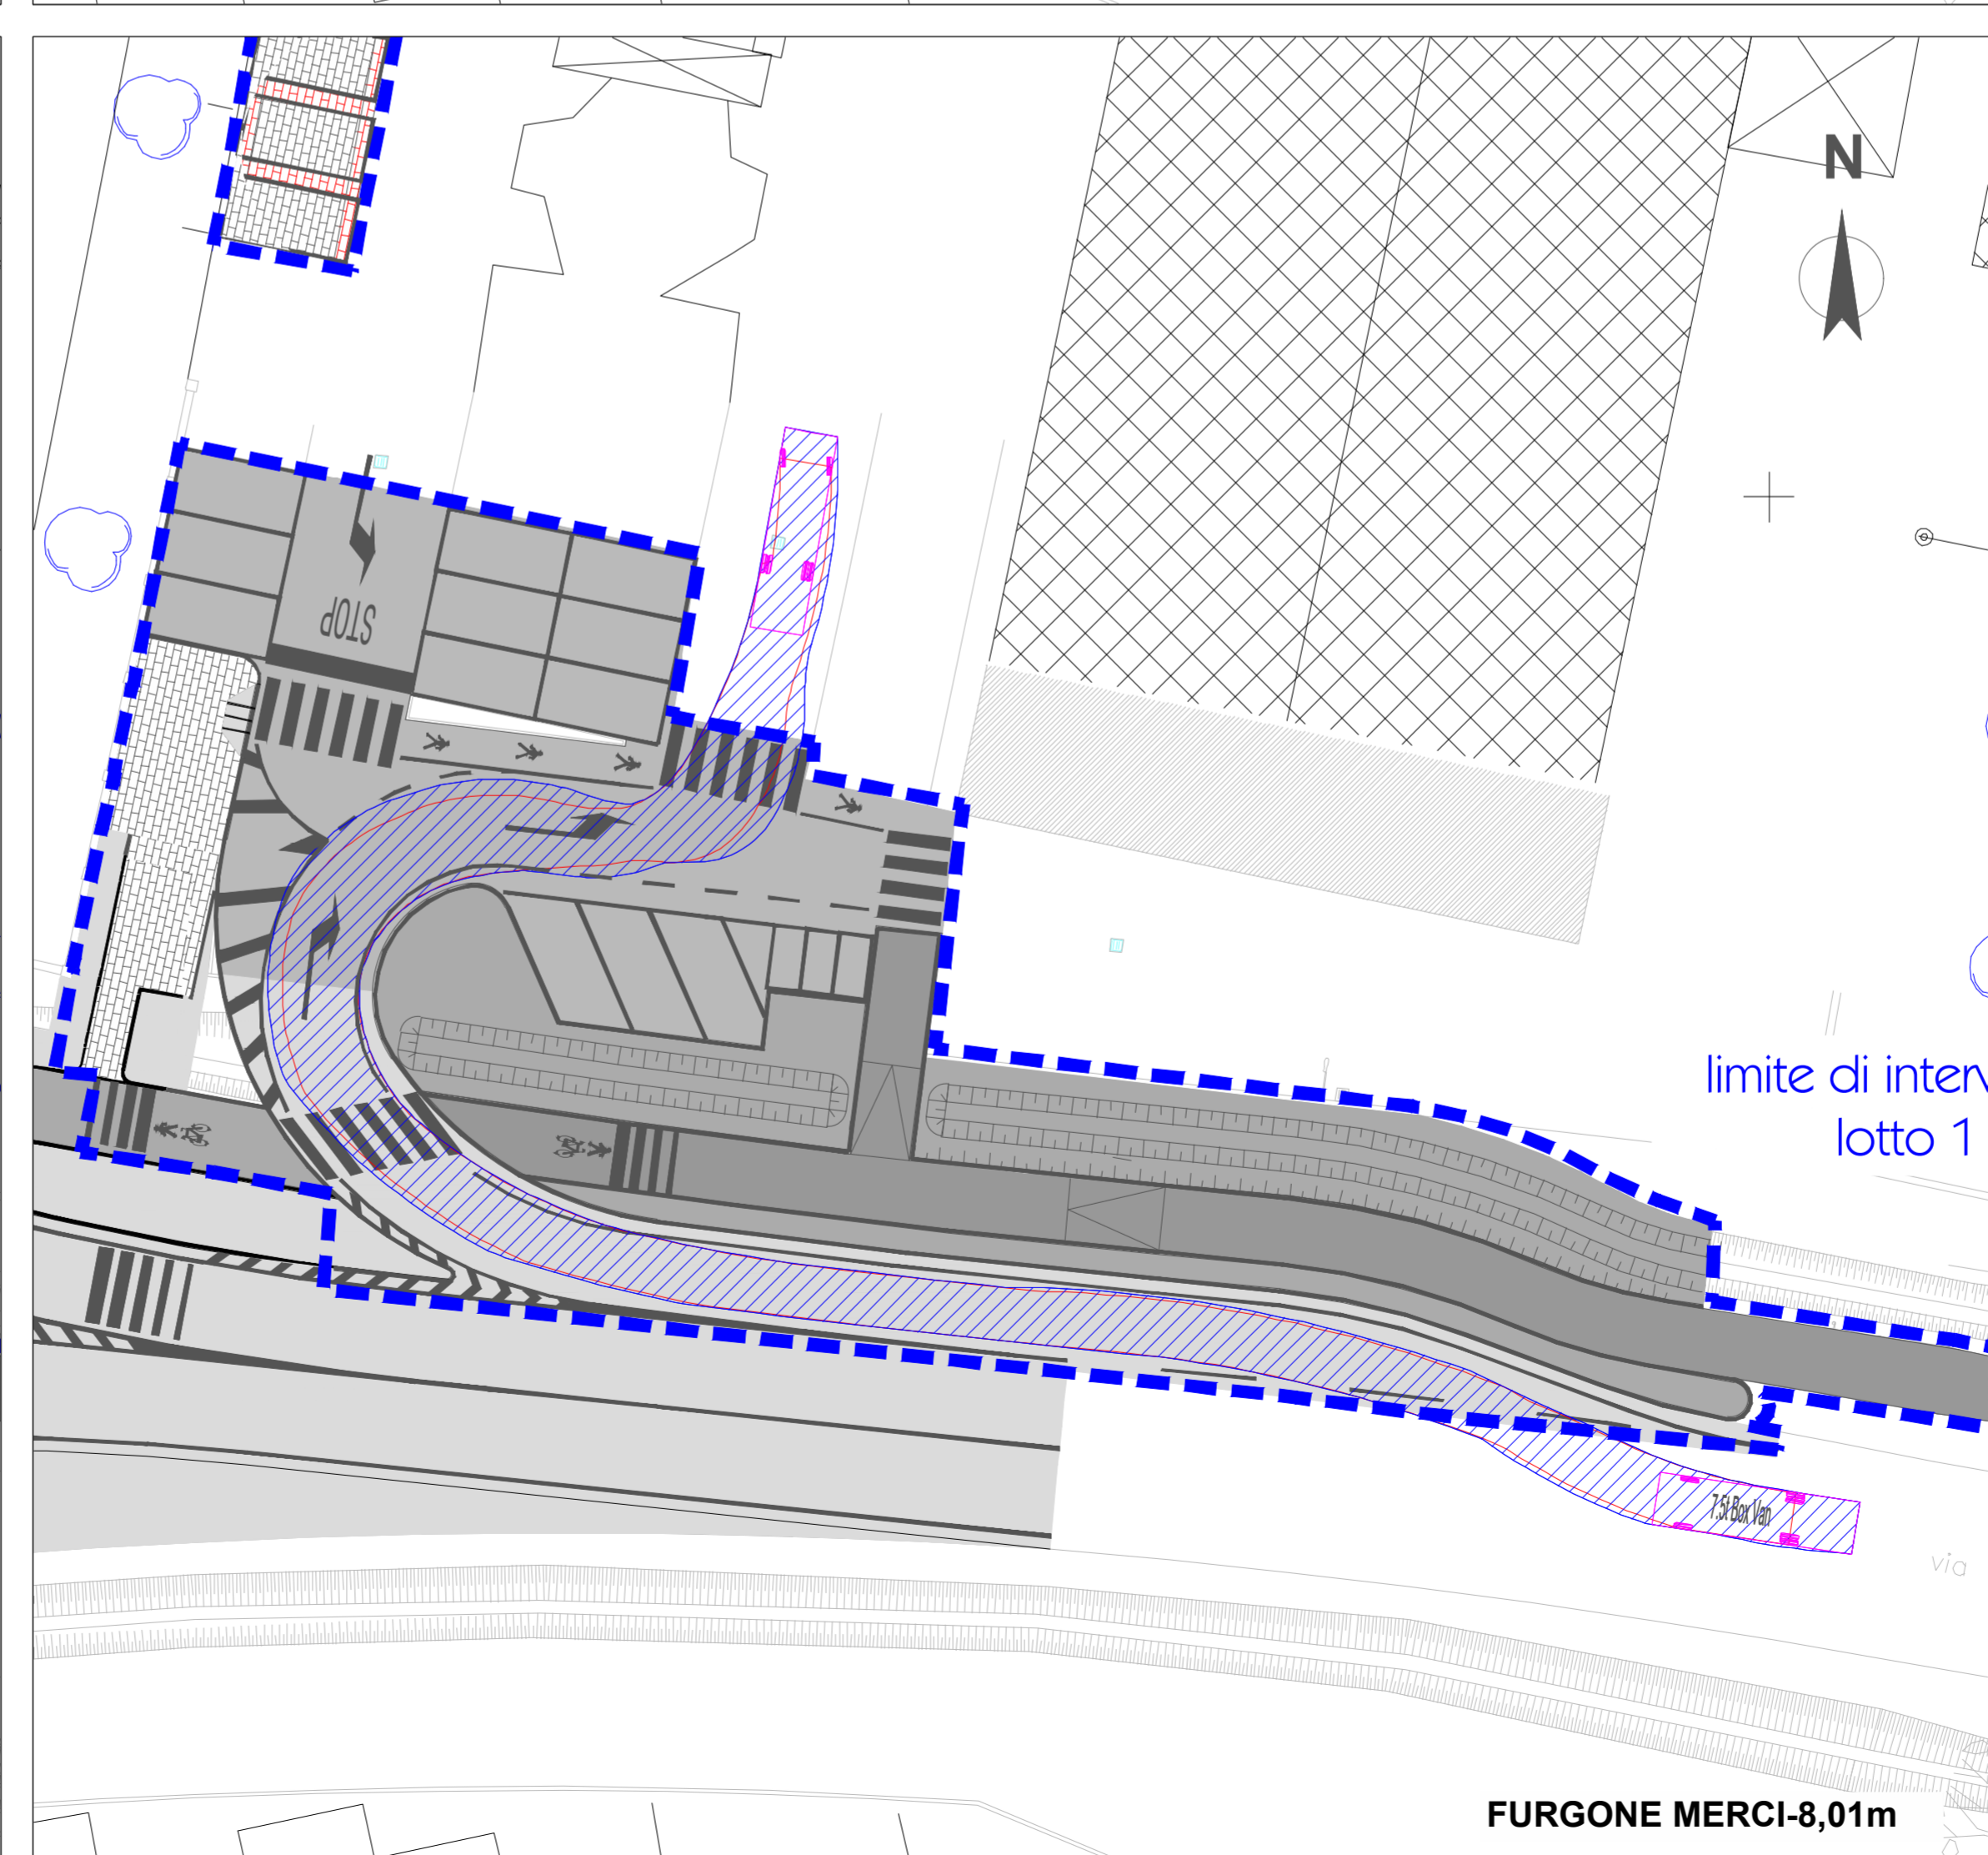 N
STOP
limite di interv
lotto 1
7.5t Box Van
via
FURGONE MERCI-8,01m